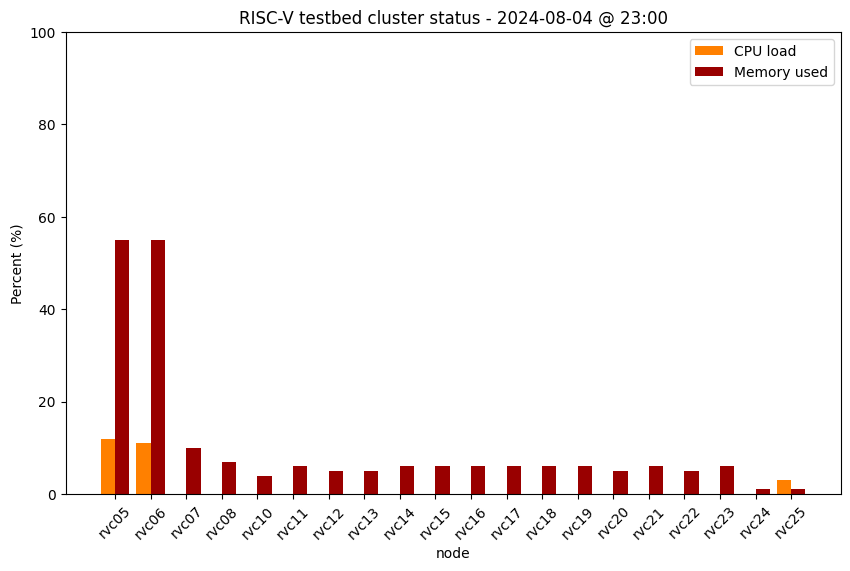 RISC-V testbed cluster status - 2024-08-04 @ 23:00
CPU load
Memory used
Percent (%)
100
80
60
40
20
0
rvc05
rvc06
rvc07
rvc08
rvc10
rvc11
rvc12
rvc13
rvc14
rvc15
rvc16
rvc17
rvc18
rvc19
rvc20
rvc21
rvc22
rvc23
rvc24
rvc25
node